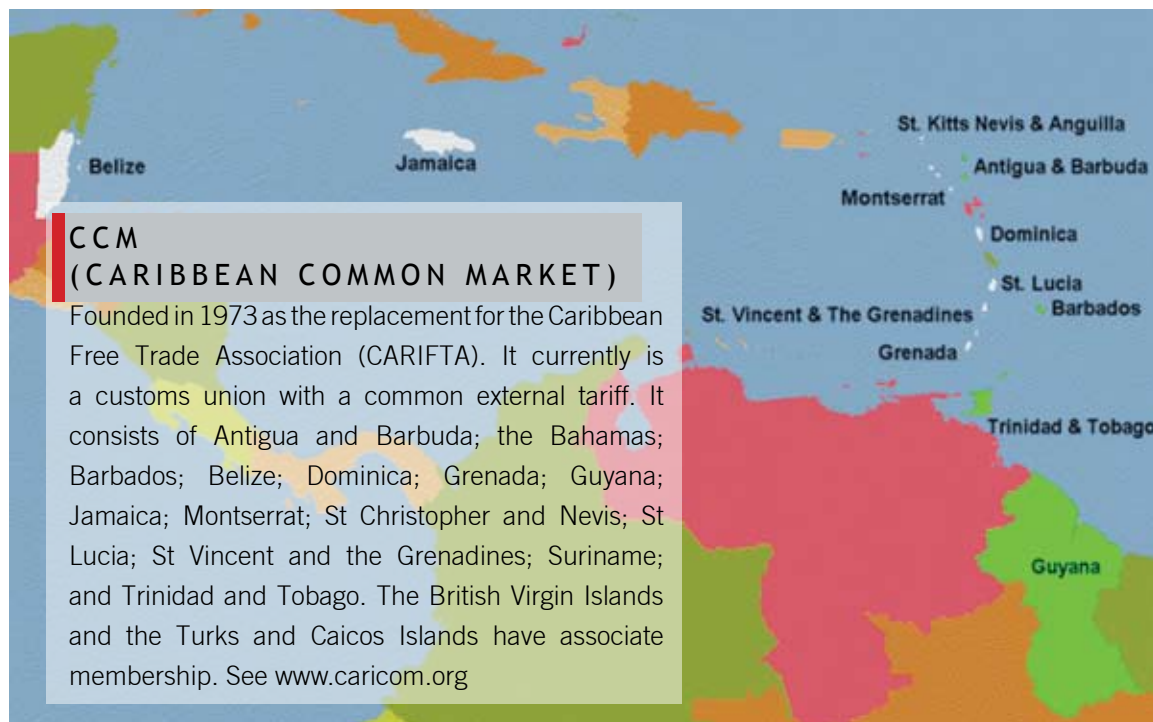 St. Kitts Nevis & Anguilla
Belize
Jamaica
Antigua & Barbuda
Montserrat
Dominica
CCM
(CARIBBEAN COMMON MARKET)
St. Lucia
St. Vincent & The Grenadines
Barbados
Grenada
Founded in 1973 as the replacement for the Caribbean
Free Trade Association (CARIFTA). It currently is
a customs union with a common external tariff. It
consists of Antigua and Barbuda; the Bahamas;
Barbados; Belize; Dominica; Grenada; Guyana;
Jamaica; Montserrat; St Christopher and Nevis; St
Lucia; St Vincent and the Grenadines; Suriname;
and Trinidad and Tobago. The British Virgin Islands
and the Turks and Caicos Islands have associate
membership. See www.caricom.org
Trinidad & Tobago
Guyana